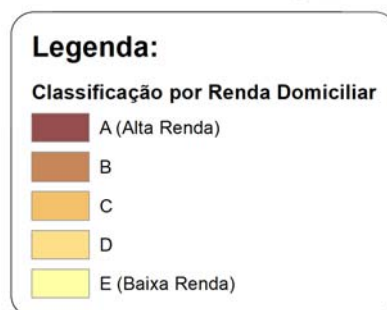 Legenda:
Classificação por Renda Domiciliar
A (Alta Renda)
B
C
D
E (Baixa Renda)